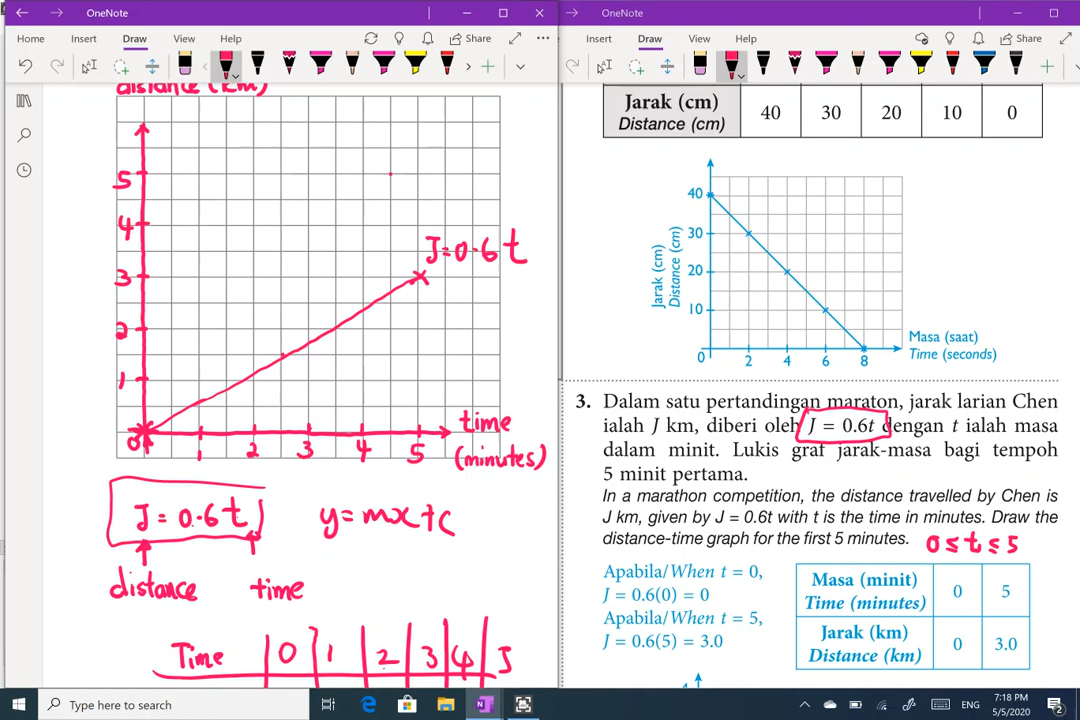 OneNote
Home Insert Draw View Help Share
distance (km)
5
4
3
2
1
0
1 2 3 4 5
time
(minutes)
J=0.6t
J=0.6t
y=mx+c
distance time
Time 0 1 2 3 4 5
OneNote
Insert Draw View Help Share
Jarak (cm)
Distance (cm)
40 30 20 10 0
40
30
20
10
0 2 4 6 8
Jarak (cm)
Distance (cm)
Masa (saat)
Time (seconds)
3. Dalam satu pertandingan maraton, jarak larian Chen
ialah J km, diberi oleh J = 0.6t dengan t ialah masa
dalam minit. Lukis graf jarak-masa bagi tempoh
5 minit pertama.
In a marathon competition, the distance travelled by Chen is
J km, given by J = 0.6t with t is the time in minutes. Draw the
distance-time graph for the first 5 minutes.
0≤t≤5
Apabila/When t = 0,
J = 0.6(0) = 0
Apabila/When t = 5,
J = 0.6(5) = 3.0
Masa (minit)
Time (minutes)
0 5
Jarak (km)
Distance (km)
0 3.0
4
Type here to search
ENG
7:18 PM
5/5/2020
2